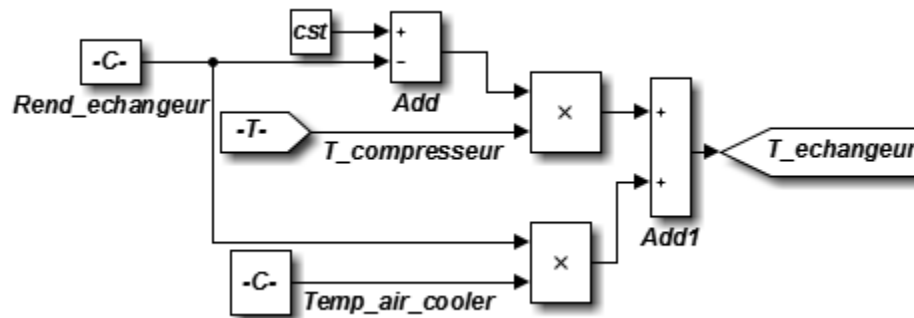 cst
+
-C-
−
Rend_echangeur
Add
-T-
×
+
T_compresseur
T_echangeur
+
×
Add1
-C-
Temp_air_cooler